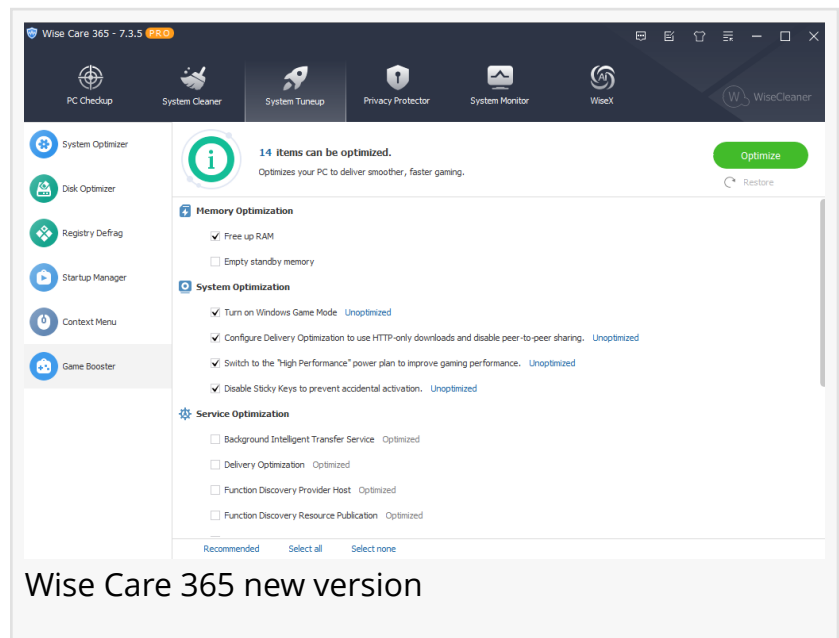 Wise Care 365 - 7.3.5 PRO
PC Checkup
System Cleaner
System Tuneup
Privacy Protector
System Monitor
AI
WiseX
W WiseCleaner
System Optimizer
Disk Optimizer
Registry Defrag
Startup Manager
Context Menu
Game Booster
14 items can be optimized.
Optimizes your PC to deliver smoother, faster gaming.
Optimize
Restore
Memory Optimization
Free up RAM
Empty standby memory
System Optimization
Turn on Windows Game Mode Unoptimized
Configure Delivery Optimization to use HTTP-only downloads and disable peer-to-peer sharing. Unoptimized
Switch to the "High Performance" power plan to improve gaming performance. Unoptimized
Disable Sticky Keys to prevent accidental activation. Unoptimized
Service Optimization
Background Intelligent Transfer Service Optimized
Delivery Optimization Optimized
Function Discovery Provider Host Optimized
Function Discovery Resource Publication Optimized
Recommended Select all Select none
Wise Care 365 new version